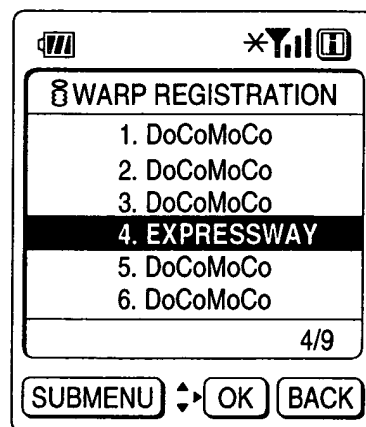 WARP REGISTRATION
1. DoCoMoCo
2. DoCoMoCo
3. DoCoMoCo
4. EXPRESSWAY
5. DoCoMoCo
6. DoCoMoCo
4/9
SUBMENU OK BACK